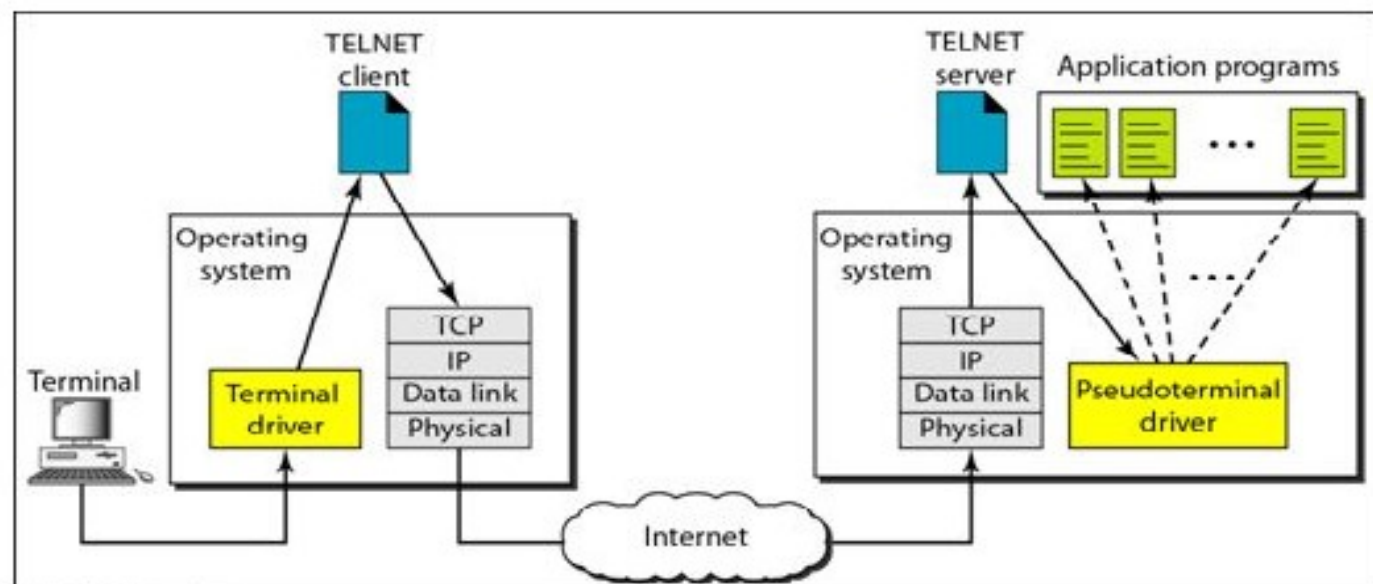 TELNET
client
TELNET
server
Application programs
Operating
system
Operating
system
TCP
IP
Data link
Physical
TCP
IP
Data link
Physical
Terminal
Terminal
driver
Pseudoterminal
driver
Internet